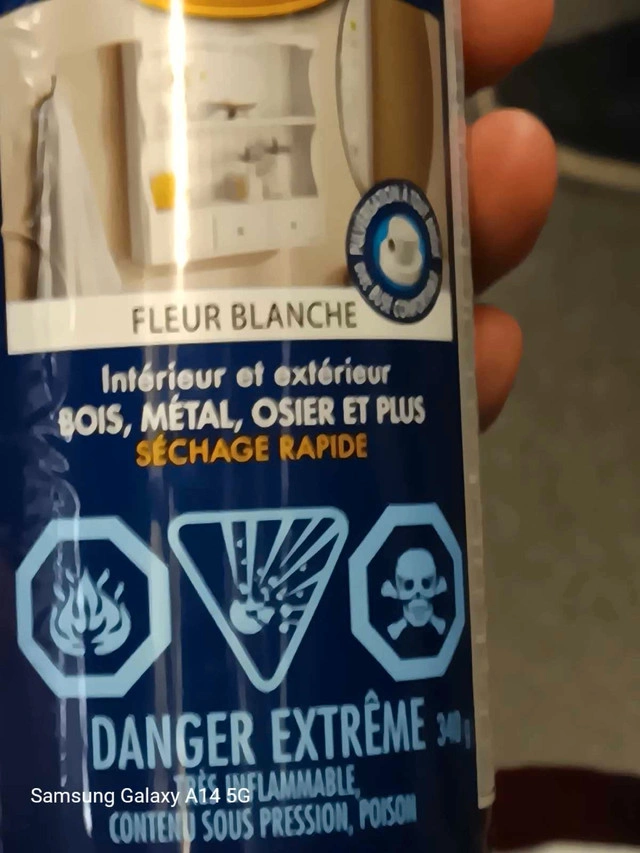 FLEUR BLANCHE
Intérieur et extérieur
BOIS, MÉTAL, OSIER ET PLUS
SÉCHAGE RAPIDE
DANGER EXTRÊME 340 g
TRÈS INFLAMMABLE,
CONTENU SOUS PRESSION, POISON
Samsung Galaxy A14 5G